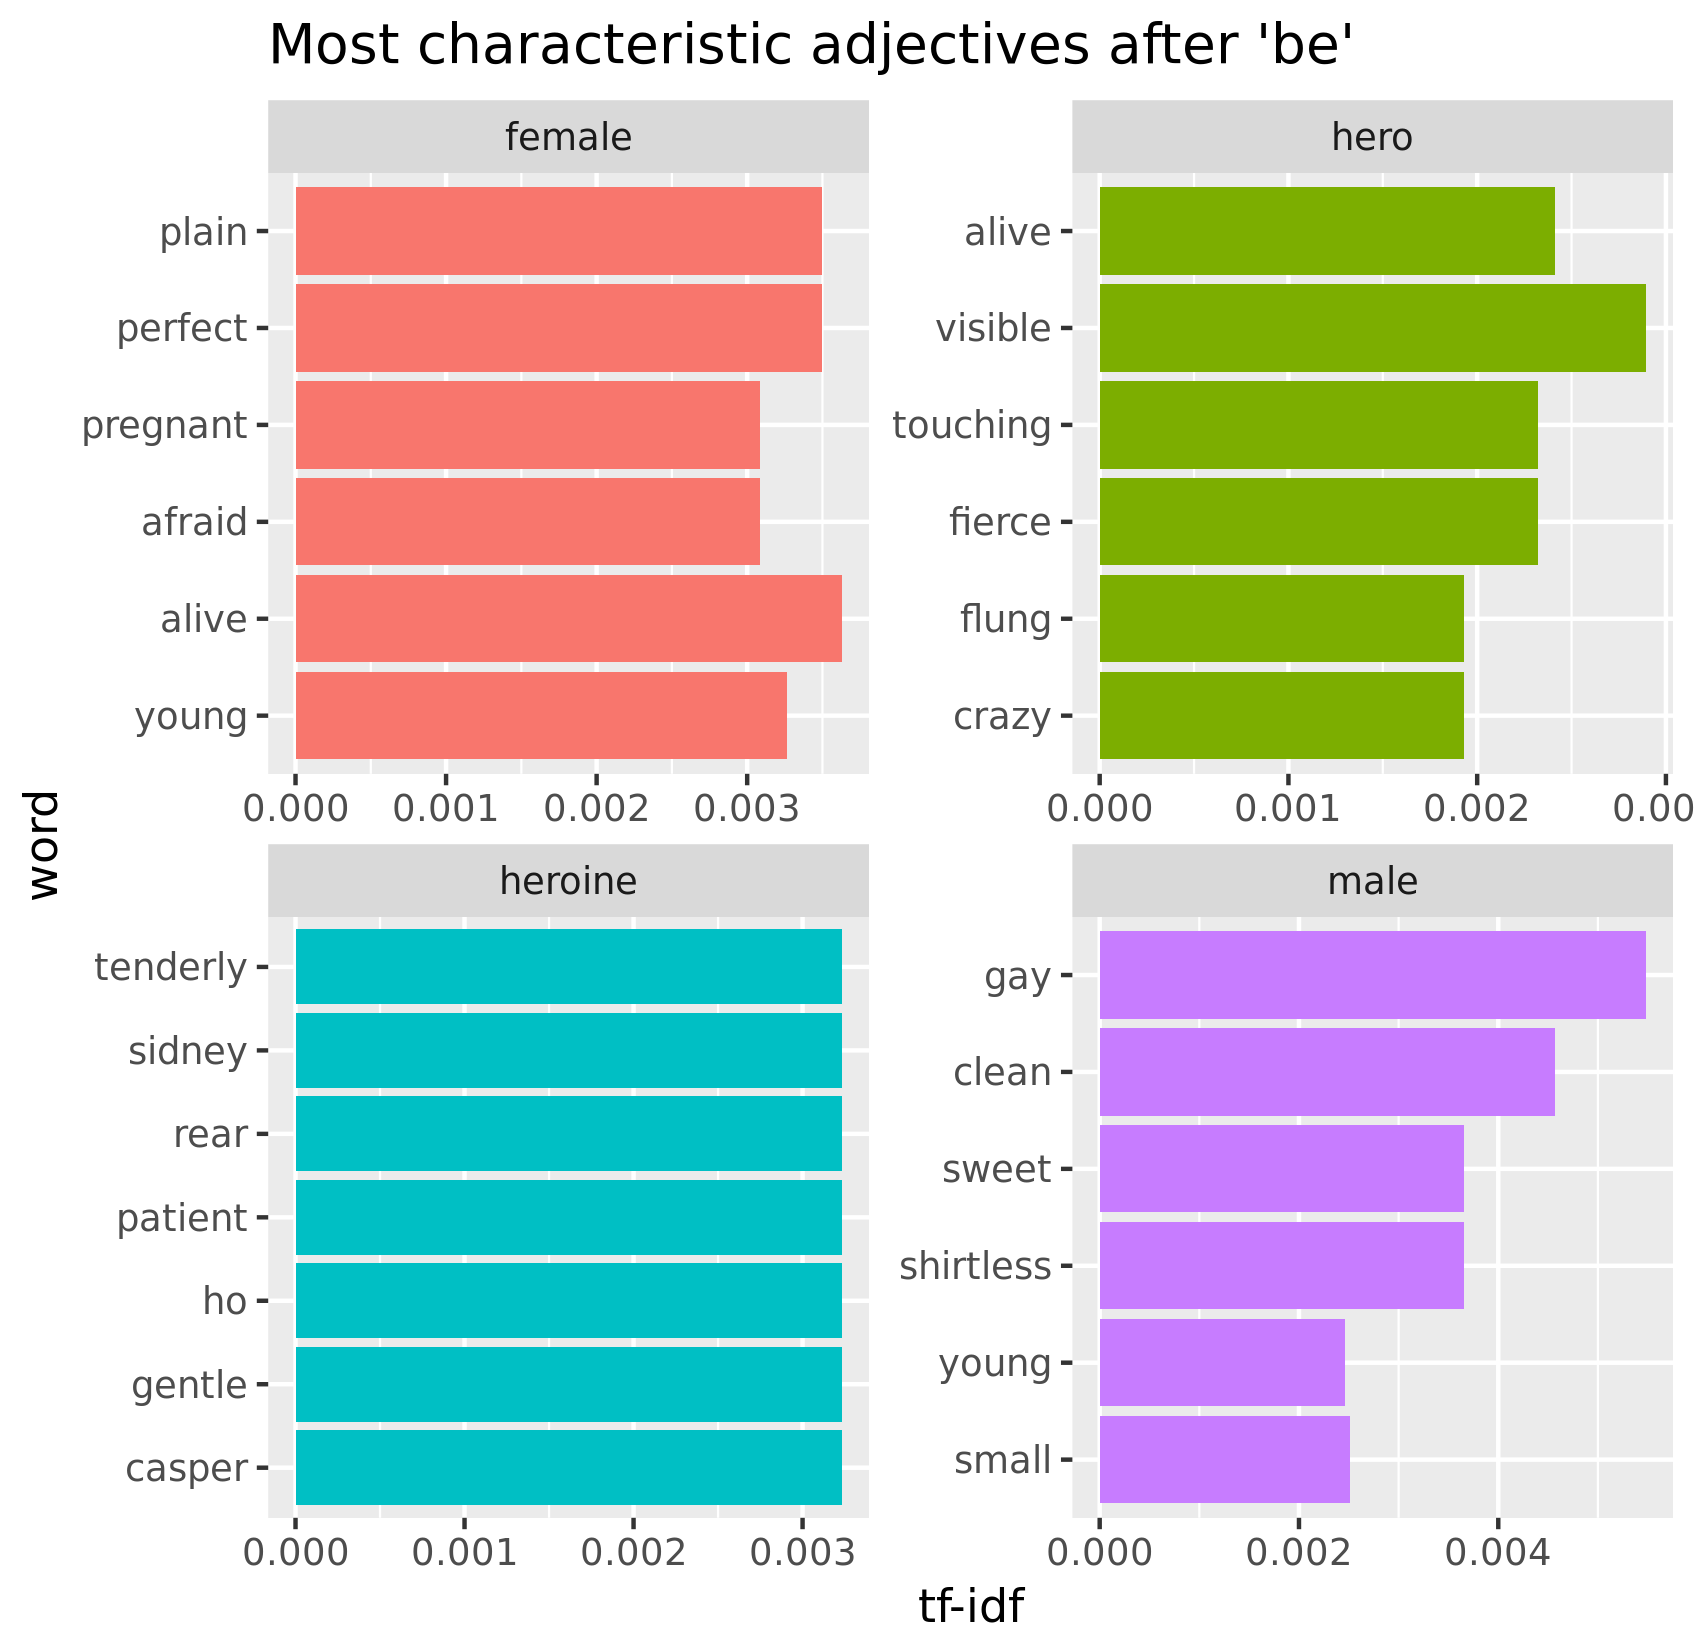 Most characteristic adjectives after 'be'
female
plain
perfect
pregnant
afraid
alive
young
0.000 0.001 0.002 0.003
hero
alive
visible
touching
fierce
flung
crazy
0.000 0.001 0.002 0.00
word
heroine
tenderly
sidney
rear
patient
ho
gentle
casper
0.000 0.001 0.002 0.003
male
gay
clean
sweet
shirtless
young
small
0.000 0.002 0.004
tf-idf